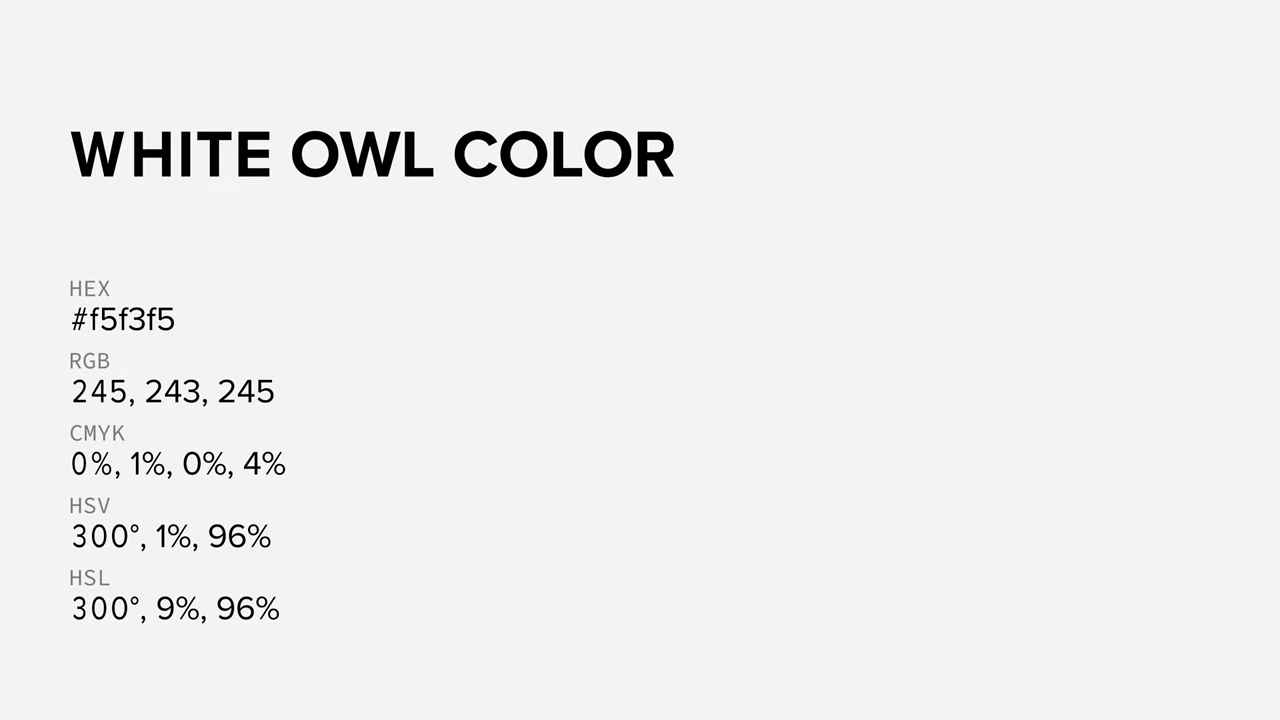 WHITE OWL COLOR
HEX
#f5f3f5
RGB
245, 243, 245
CMYK
0%, 1%, 0%, 4%
HSV
300°, 1%, 96%
HSL
300°, 9%, 96%